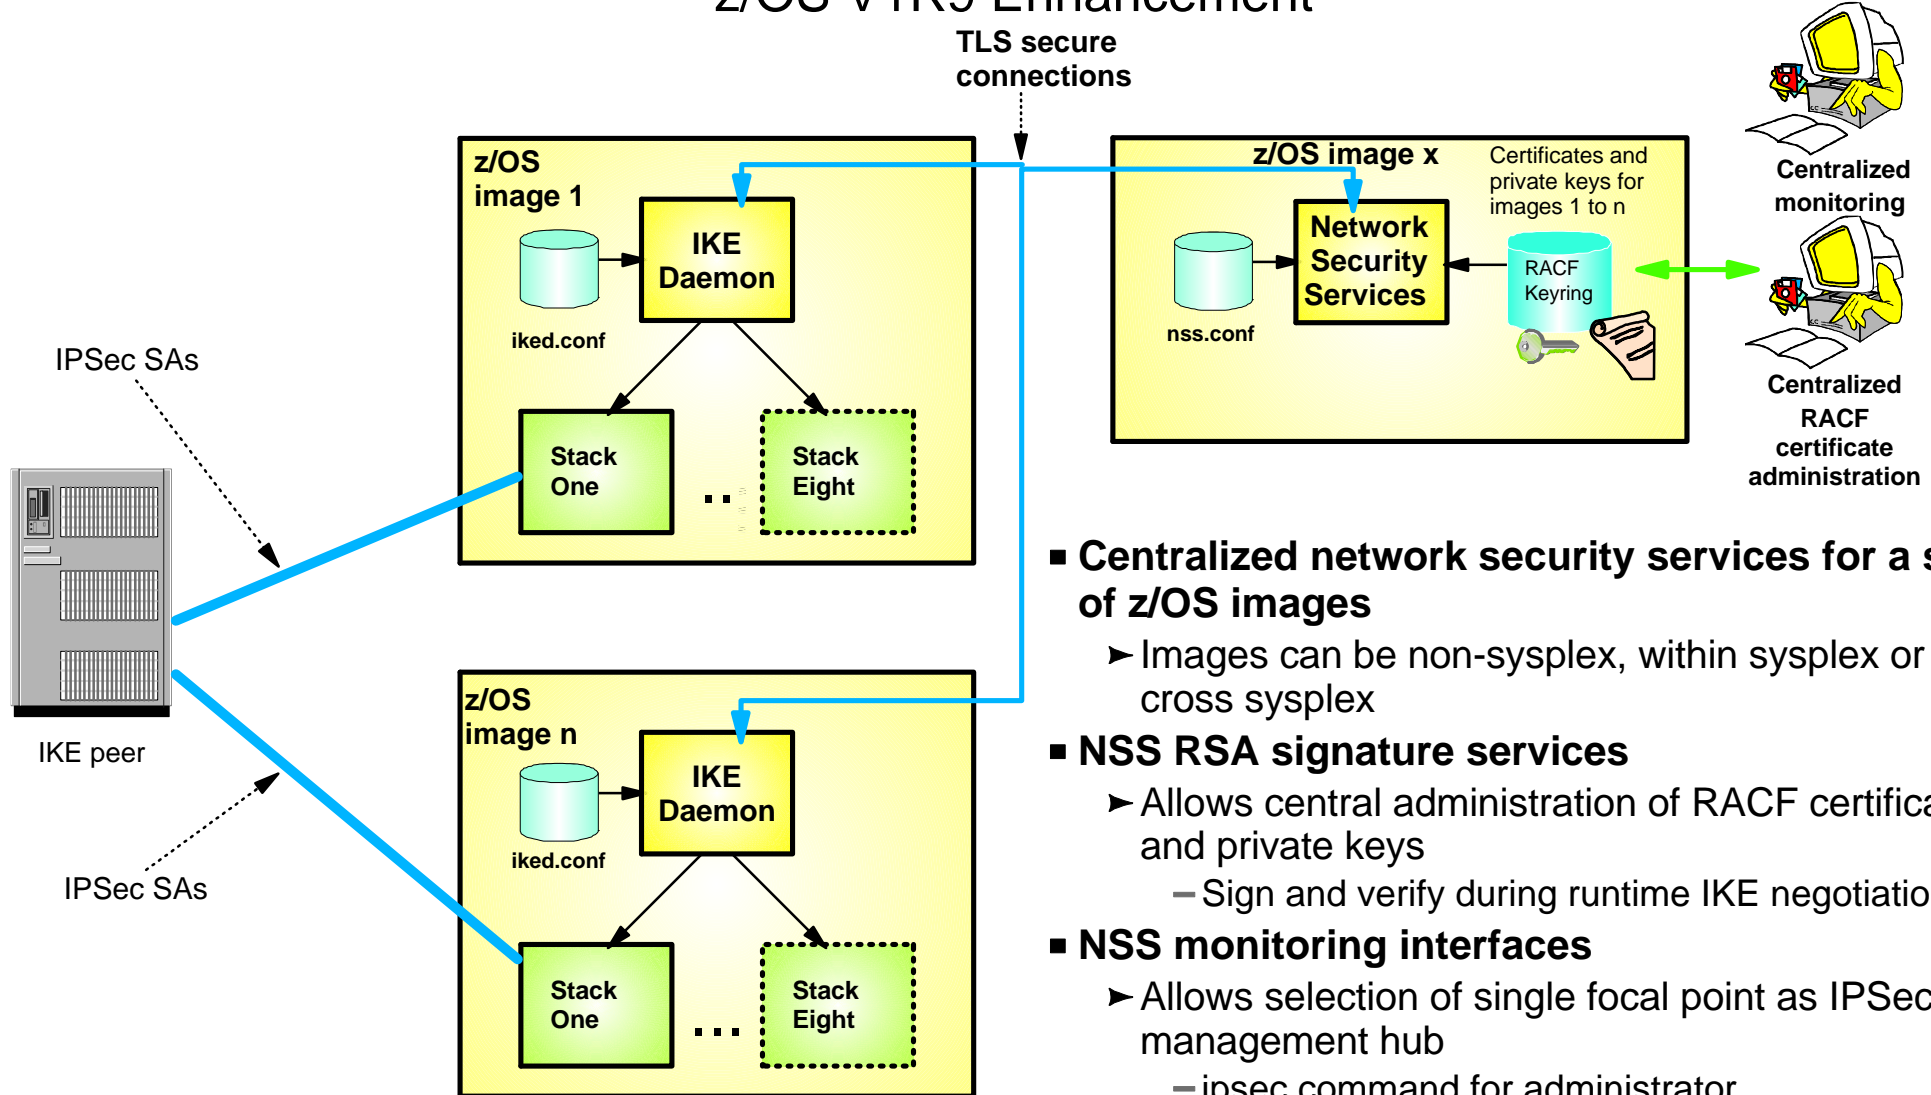 z/OS V1R9 Enhancement
TLS secure
connections
z/OS
image 1
IKE
Daemon
iked.conf
Stack
One
Stack
Eight
z/OS image x
Certificates and
private keys for
images 1 to n
Network
Security
Services
nss.conf
RACF
Keyring
Centralized
monitoring
Centralized
RACF
certificate
administration
IPSec SAs
IKE peer
IPSec SAs
z/OS
image n
IKE
Daemon
iked.conf
Stack
One
...
Stack
Eight
Centralized network security services for a
of z/OS images
Images can be non-sysplex, within sysplex or
cross sysplex
NSS RSA signature services
Allows central administration of RACF
and private keys
Sign and verify during runtime IKE
NSS monitoring interfaces
Allows selection of single focal point as IPSec
management hub
ipsec command for administrator